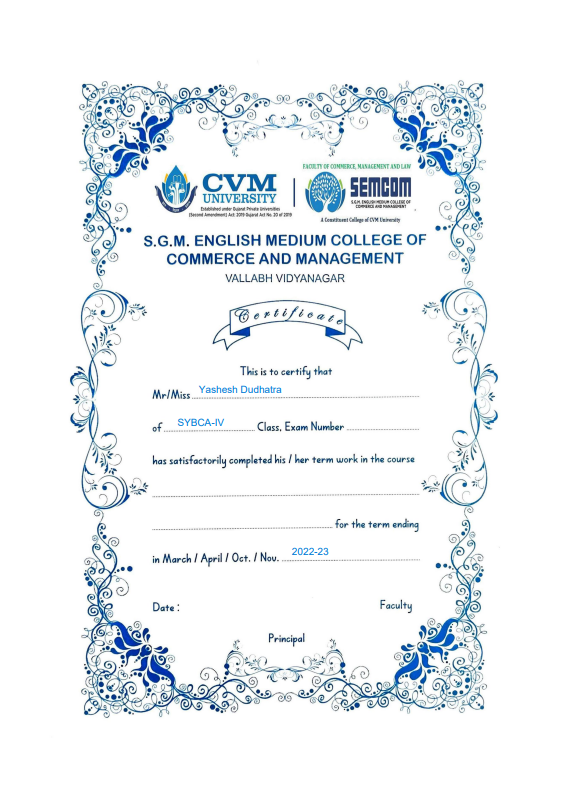 FACULTY OF COMMERCE, MANAGEMENT AND LAW
CVM
UNIVERSITY
Established under Gujarat Private Universities
(Second Amendment) Act: 2019 Gujarat Act No. 20 of 2019
SEMCOM
S.G.M. ENGLISH MEDIUM COLLEGE OF
COMMERCE AND MANAGEMENT
A Constituent College of CVM University
S.G.M. ENGLISH MEDIUM COLLEGE OF
COMMERCE AND MANAGEMENT
VALLABH VIDYANAGAR
Certificate
This is to certify that
Mr/Miss Yashesh Dudhatra
of SYBCA-IV Class, Exam Number
has satisfactorily completed his / her term work in the course
for the term ending
in March / April / Oct. / Nov. 2022-23
Date :
Faculty
Principal